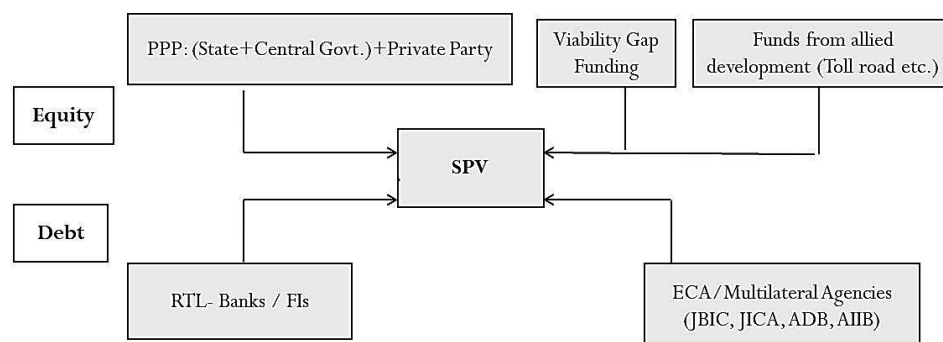 PPP: (State+Central Govt.)+Private Party
Viability Gap
Funding
Funds from allied
development (Toll road etc.)
Equity
SPV
Debt
RTL- Banks / FIs
ECA/Multilateral Agencies
(JBIC, JICA, ADB, AIIB)